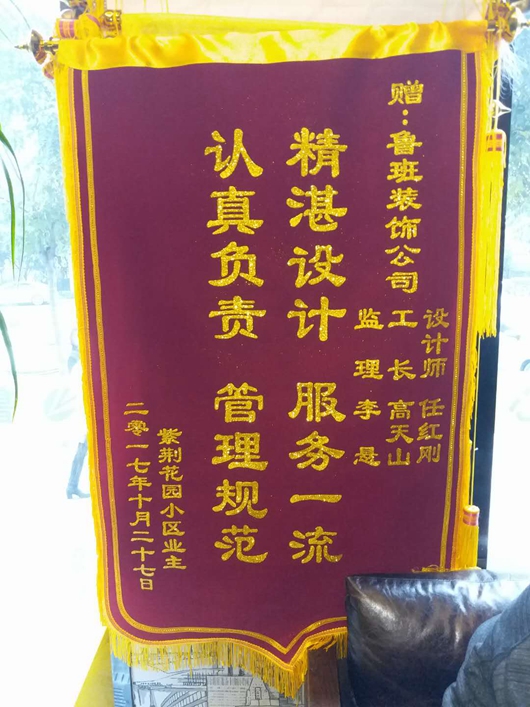 赠：鲁班装饰公司
设计师 任红刚
工长 高天山
监理 李恳
精湛设计 服务一流
认真负责 管理规范
紫荆花园小区业主
二零一七年十月二十七日